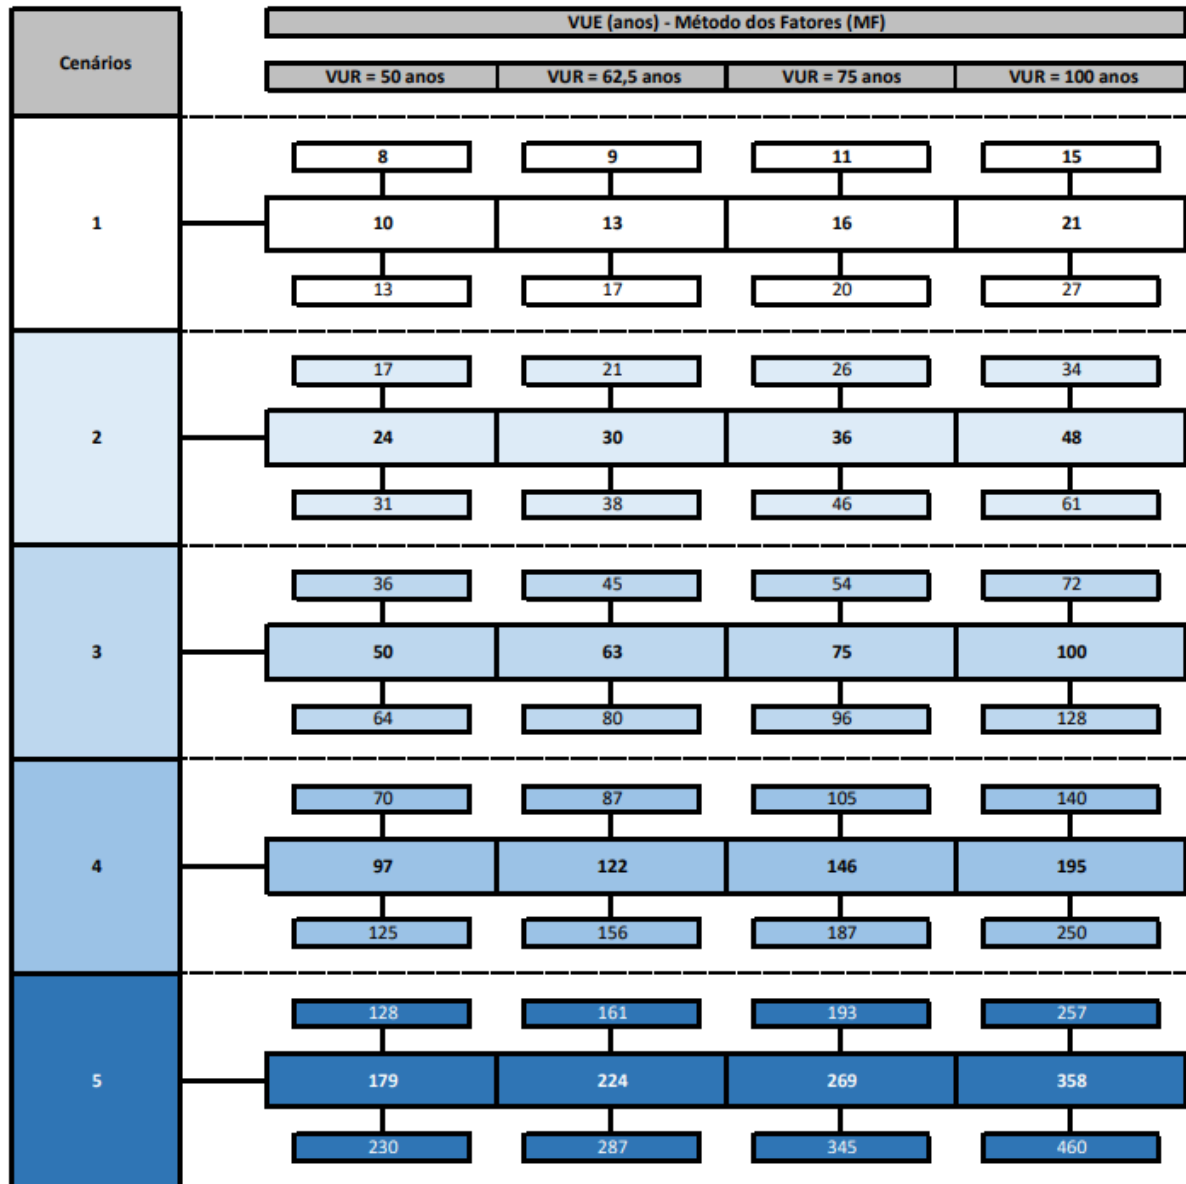 VUE (anos) - Método dos Fatores (MF)
Cenários
VUR = 50 anos VUR = 62,5 anos VUR = 75 anos VUR = 100 anos
8 9 11 15
1 10 13 16 21
13 17 20 27
17 21 26 34
2 24 30 36 48
31 38 46 61
36 45 54 72
3 50 63 75 100
64 80 96 128
70 87 105 140
4 97 122 146 195
125 156 187 250
128 161 193 257
5 179 224 269 358
230 287 345 460